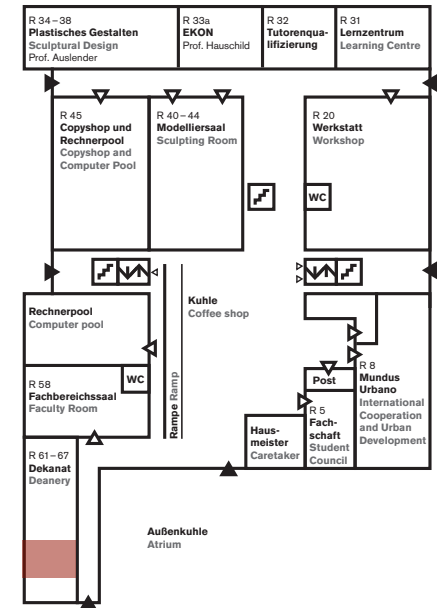 R 34–38
Plastisches Gestalten
Sculptural Design
Prof. Auslender
R 33a
EKON
Prof. Hauschild
R 32
Tutorenqua-
lifizierung
R 31
Lernzentrum
Learning Centre
R 45
Copyshop und
Rechnerpool
Copyshop and
Computer Pool
R 40–44
Modelliersaal
Sculpting Room
R 20
Werkstatt
Workshop
WC
Rechnerpool
Computer pool
Kuhle
Coffee shop
Rampe Ramp
R 58
Fachbereichssaal
Faculty Room
WC
Post
R 8
Mundus
Urbano
International
Cooperation
and Urban
Development
R 5
Fach-
schaft
Student
Council
Haus-
meister
Caretaker
R 61–67
Dekanat
Deanery
Außenkuhle
Atrium